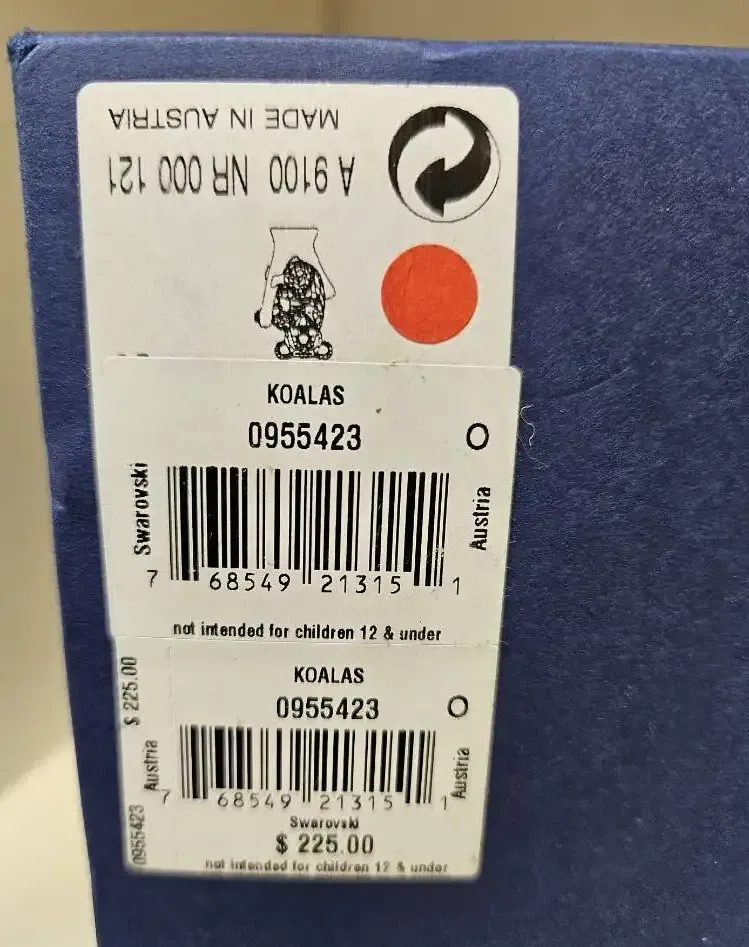 MADE IN AUSTRIA
A 9100 NR 000 121
KOALAS
0955423
Swarovski
Austria
7 68549 21315 1
not intended for children 12 & under
KOALAS
0955423
$ 225.00
0955423
Austria
Austria
7 68549 21315 1
Swarovski
$ 225.00
not intended for children 12 & under